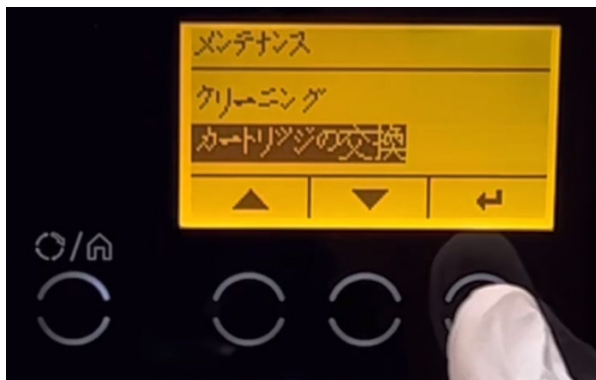 メンテナンス
クリーニング
カートリッジの交換